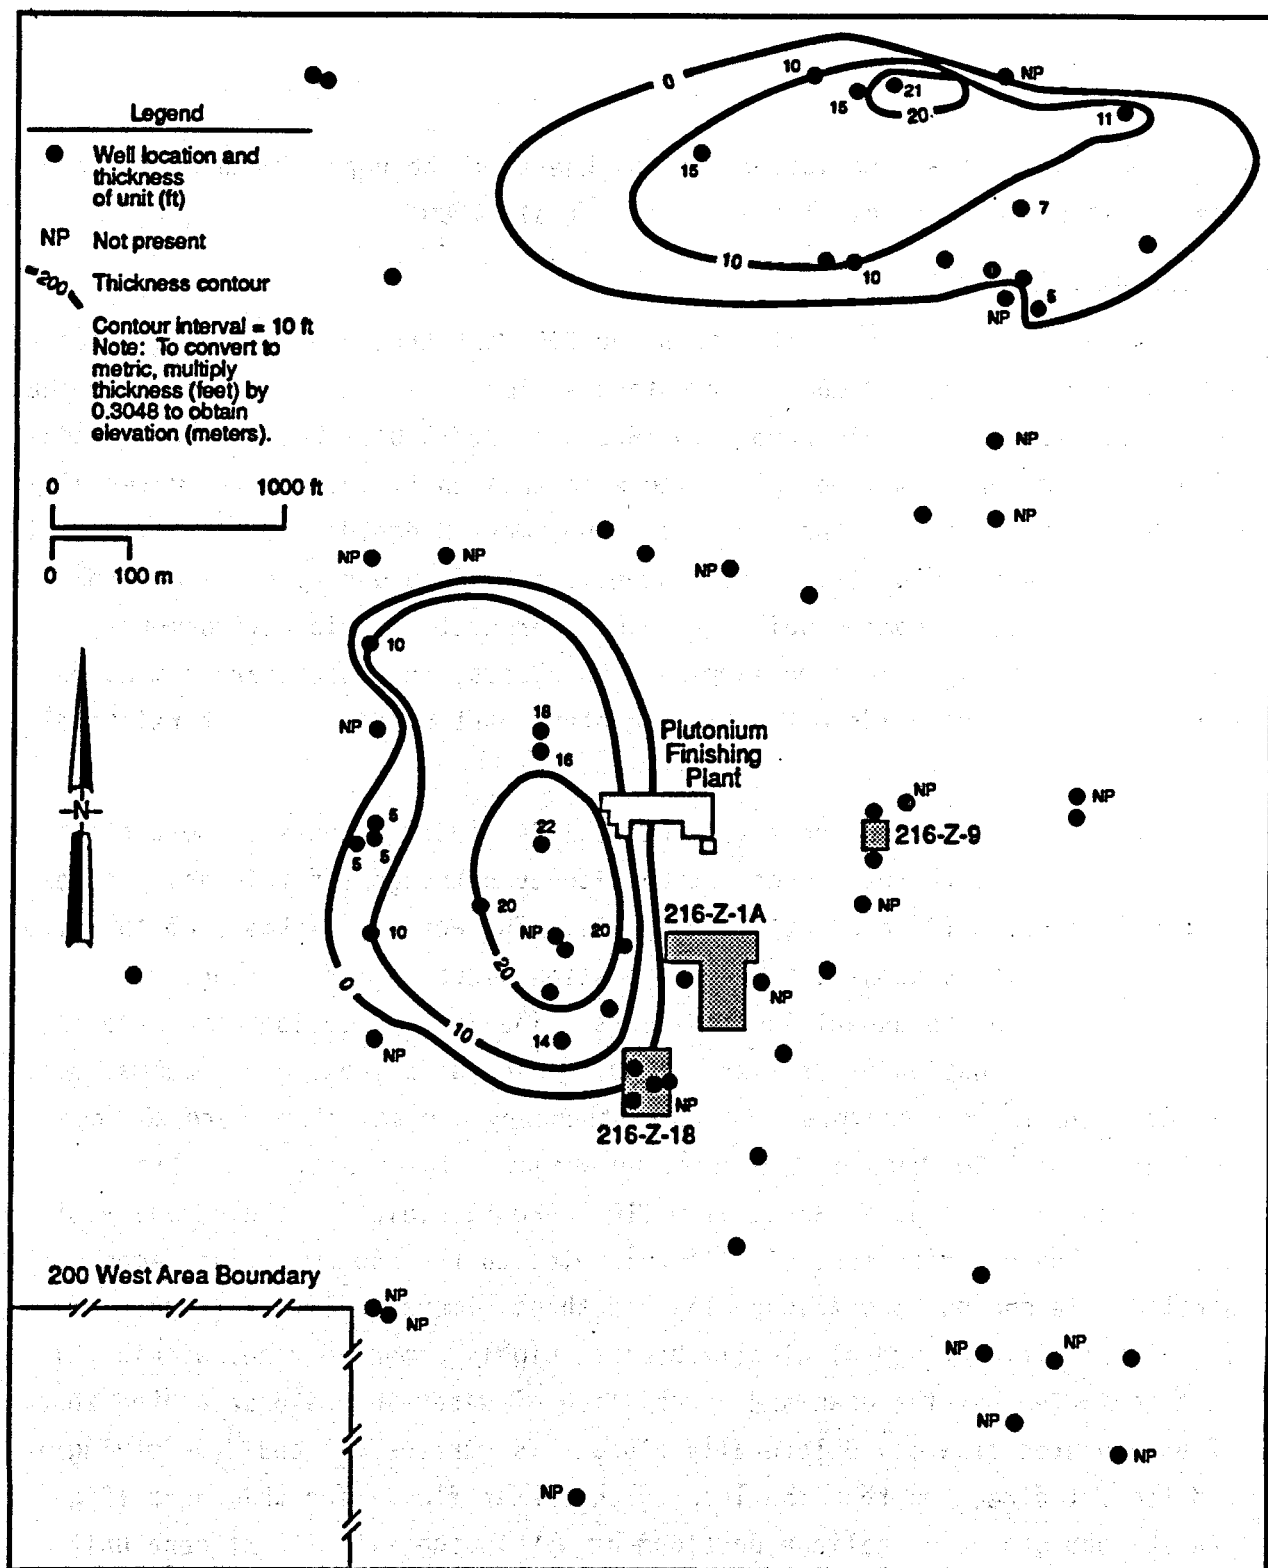 Legend
Well location and
thickness
of unit (ft)
NP Not present
200 Thickness contour
Contour interval = 10 ft
Note: To convert to
metric, multiply
thickness (feet) by
0.3048 to obtain
elevation (meters).
0 1000 ft
0 100 m
N
0
10
NP
15
21
20
11
15
7
10
10
NP
5
NP
NP
NP
NP
NP
10
18
NP
16
Plutonium
Finishing
Plant
5
22
5
5
NP
NP
216-Z-9
20
NP
10
NP
20
216-Z-1A
20
0
NP
10
14
NP
NP
216-Z-18
200 West Area Boundary
NP
NP
NP
NP
NP
NP
NP